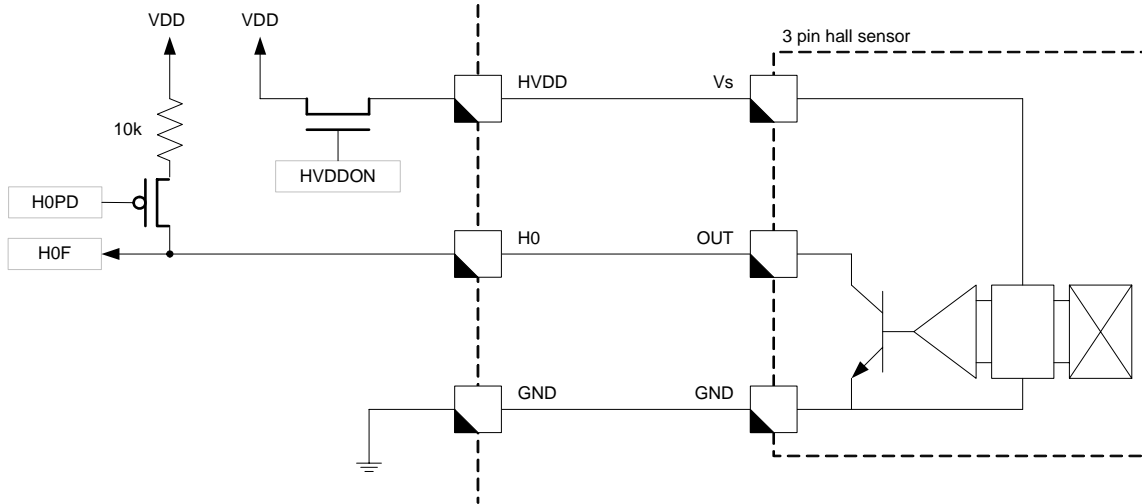 VDD
VDD
3 pin hall sensor
HVDD
Vs
10k
HVDDON
H0PD
H0
OUT
H0F
GND
GND